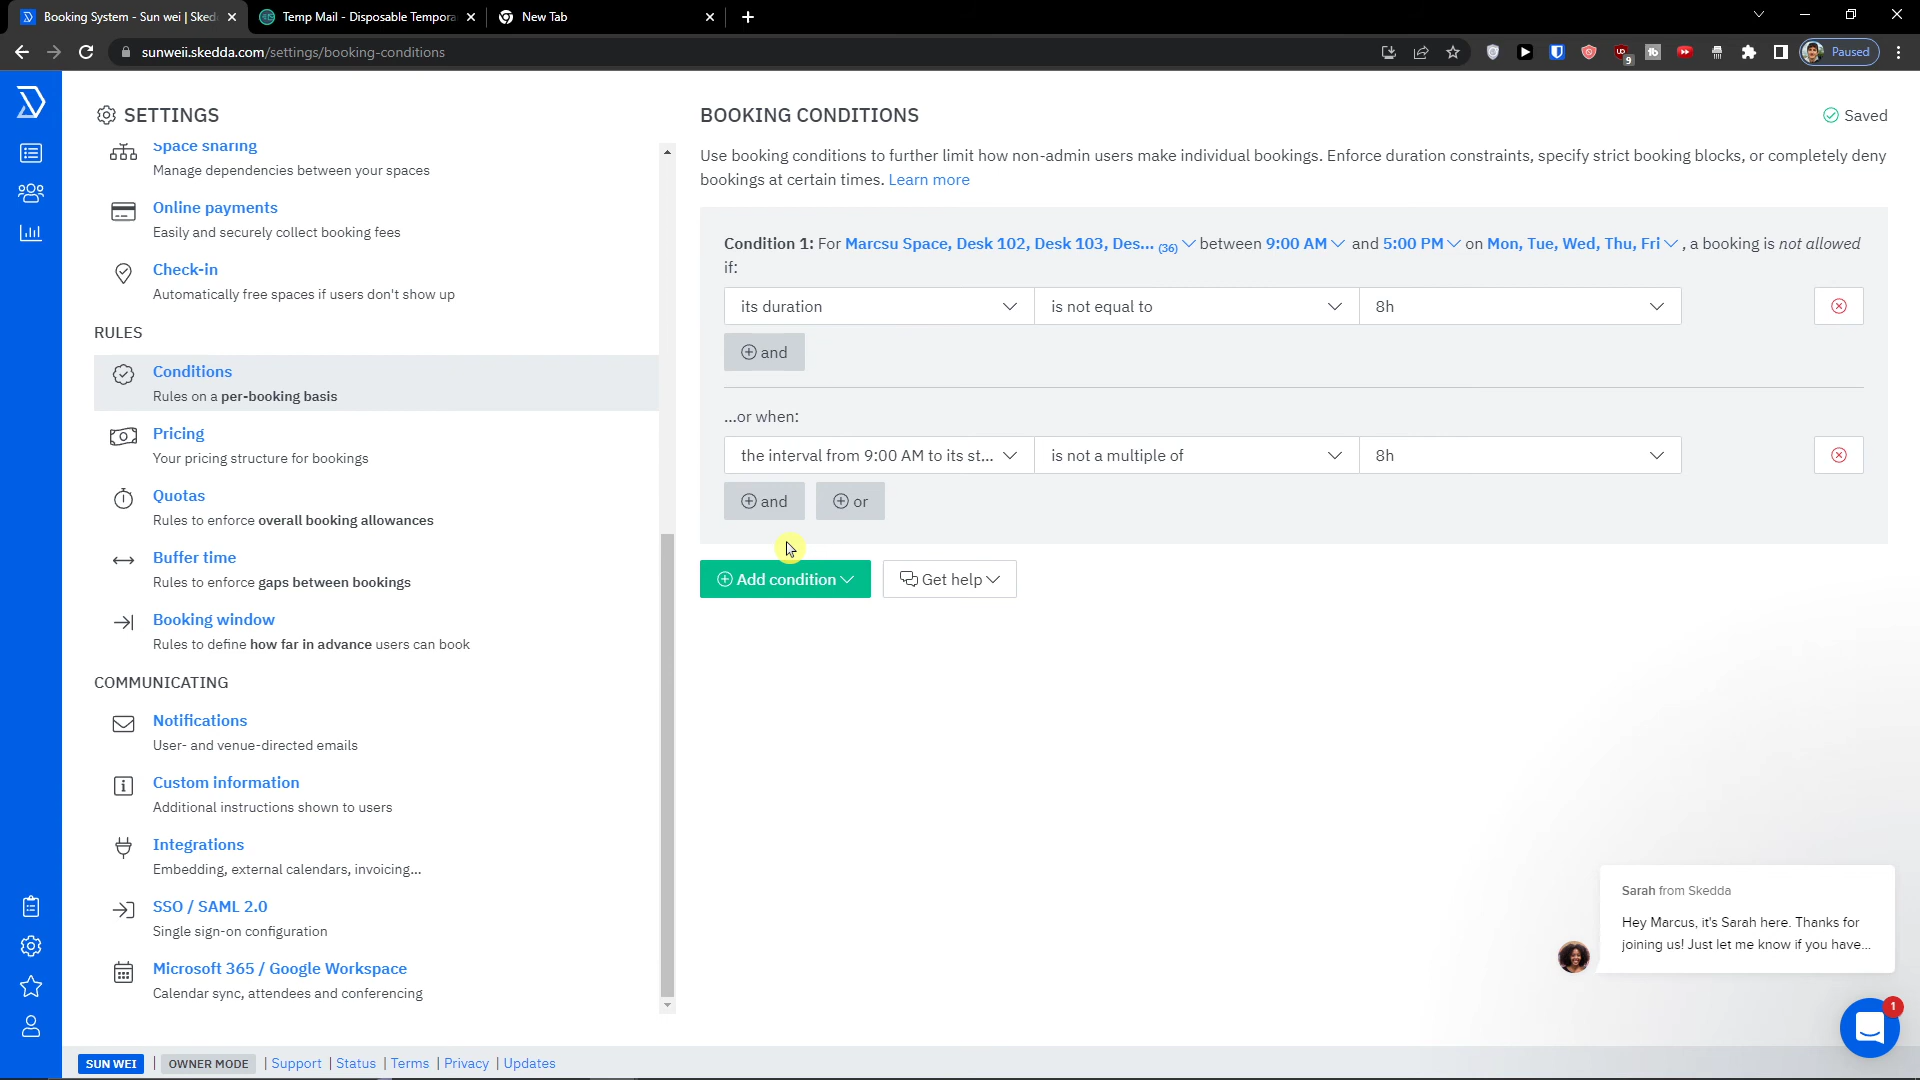 Booking System - Sun wei | Sked
Temp Mail - Disposable Tempora
New Tab
sunweii.skedda.com/settings/booking-conditions
9
Paused
SETTINGS
Space sharing
Manage dependencies between your spaces
Online payments
Easily and securely collect booking fees
Check-in
Automatically free spaces if users don't show up
RULES
Conditions
Rules on a per-booking basis
Pricing
Your pricing structure for bookings
Quotas
Rules to enforce overall booking allowances
Buffer time
Rules to enforce gaps between bookings
Booking window
Rules to define how far in advance users can book
COMMUNICATING
Notifications
User- and venue-directed emails
Custom information
Additional instructions shown to users
Integrations
Embedding, external calendars, invoicing...
SSO / SAML 2.0
Single sign-on configuration
Microsoft 365 / Google Workspace
Calendar sync, attendees and conferencing
BOOKING CONDITIONS
Saved
Use booking conditions to further limit how non-admin users make individual bookings. Enforce duration constraints, specify strict booking blocks, or completely deny
bookings at certain times. Learn more
Condition 1: For Marcsu Space, Desk 102, Desk 103, Des... (36) between 9:00 AM and 5:00 PM on Mon, Tue, Wed, Thu, Fri , a booking is not allowed
if:
its duration
is not equal to
8h
and
...or when:
the interval from 9:00 AM to its st...
is not a multiple of
8h
and
or
Add condition
Get help
Sarah from Skedda
Hey Marcus, it's Sarah here. Thanks for
joining us! Just let me know if you have...
1
SUN WEI | OWNER MODE | Support | Status | Terms | Privacy | Updates